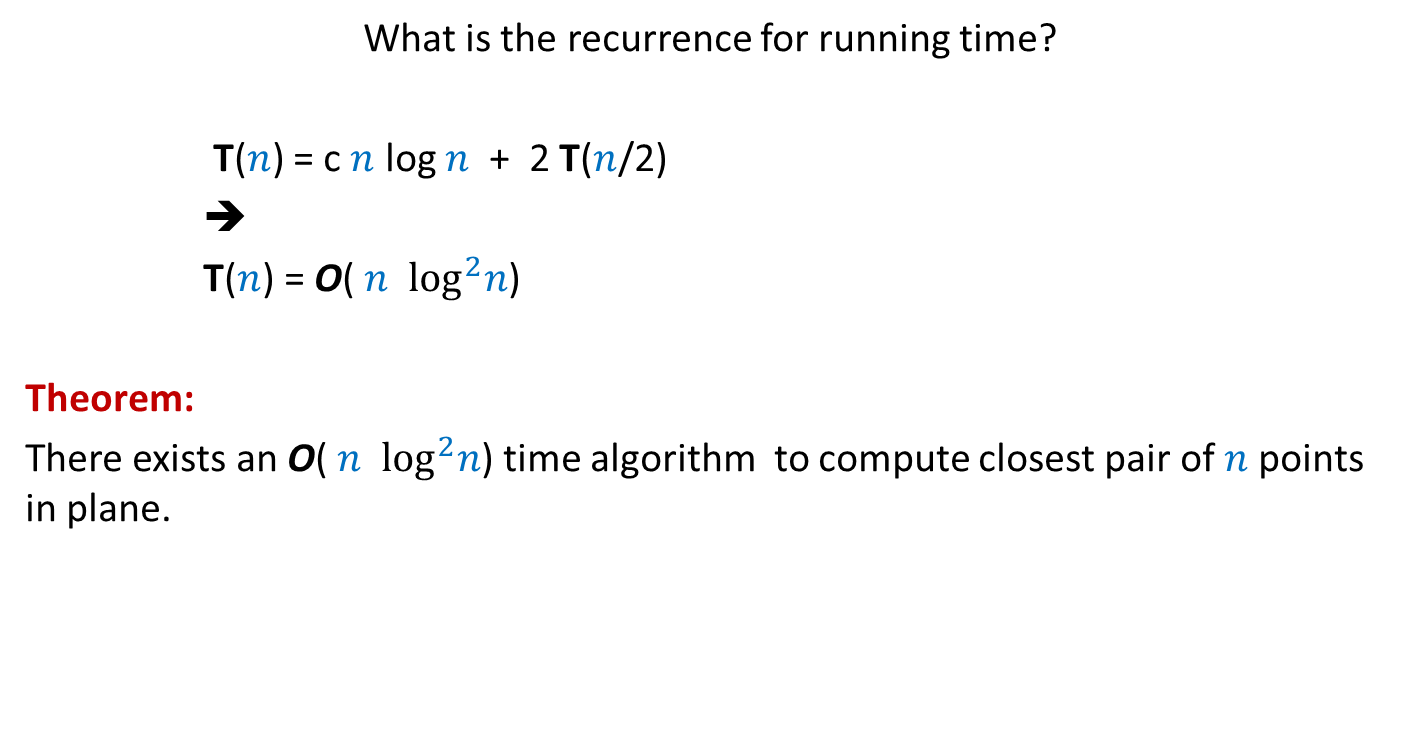 What is the recurrence for running time?
T(n) = c n log n + 2 T(n/2)
➔
T(n) = O( n log²n)
Theorem:
There exists an O( n log²n) time algorithm to compute closest pair of n points
in plane.